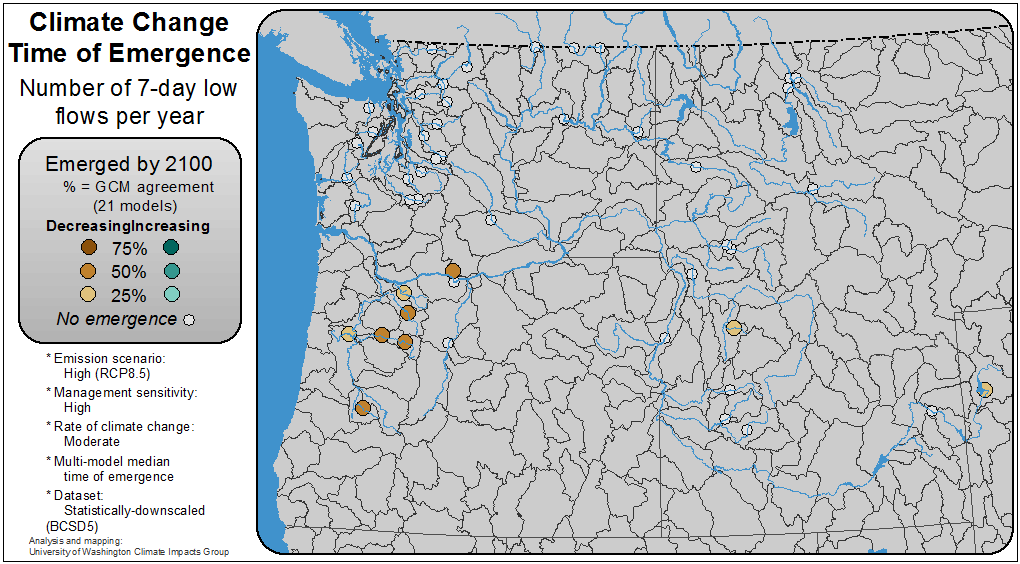 Climate Change
Time of Emergence
Number of 7-day low
flows per year
Emerged by 2100
% = GCM agreement
(21 models)
DecreasingIncreasing
75%
50%
25%
No emergence
* Emission scenario:
High (RCP8.5)
* Management sensitivity:
High
* Rate of climate change:
Moderate
* Multi-model median
time of emergence
* Dataset:
Statistically-downscaled
(BCSD5)
Analysis and mapping:
University of Washington Climate Impacts Group